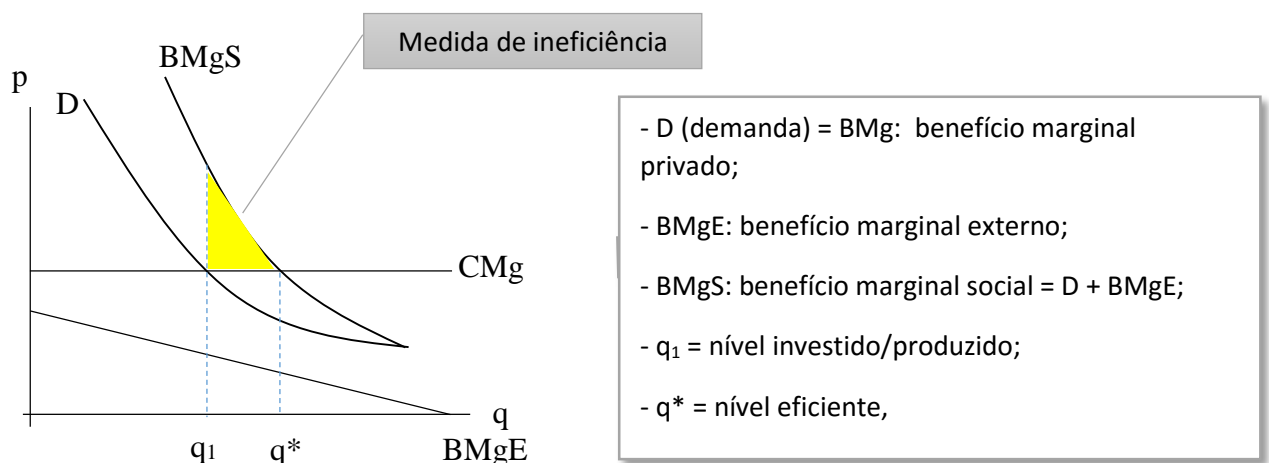 Medida de ineficiência
BMgS
p
D
CMg
q
q₁
q*
BMgE
- D (demanda) = BMg: benefício marginal
privado;
- BMgE: benefício marginal externo;
- BMgS: benefício marginal social = D + BMgE;
- q₁ = nível investido/produzido;
- q* = nível eficiente,